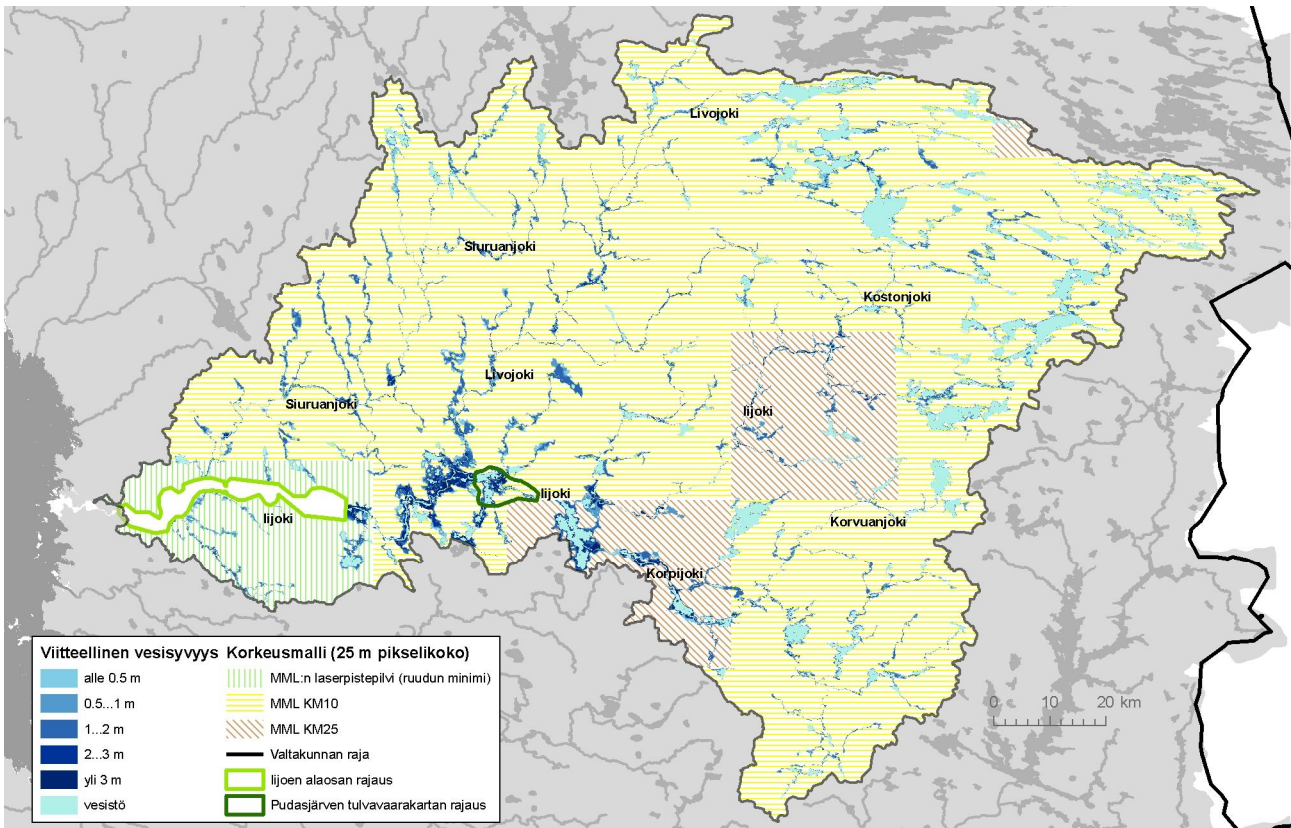 Livojoki
Siuruanjoki
Kostonjoki
Livojoki
Siuruanjoki
Iijoki
Iijoki
Iijoki
Korvuanjoki
Korpijoki
0 10 20 km
Viitteellinen vesisyvyys
alle 0.5 m
0.5...1 m
1...2 m
2...3 m
yli 3 m
vesistö
Korkeusmalli (25 m pikselikoko)
MML:n laserpistepilvi (ruudun minimi)
MML KM10
MML KM25
Valtakunnan raja
Iijoen alaosan rajaus
Pudasjärven tulvavaarakartan rajaus